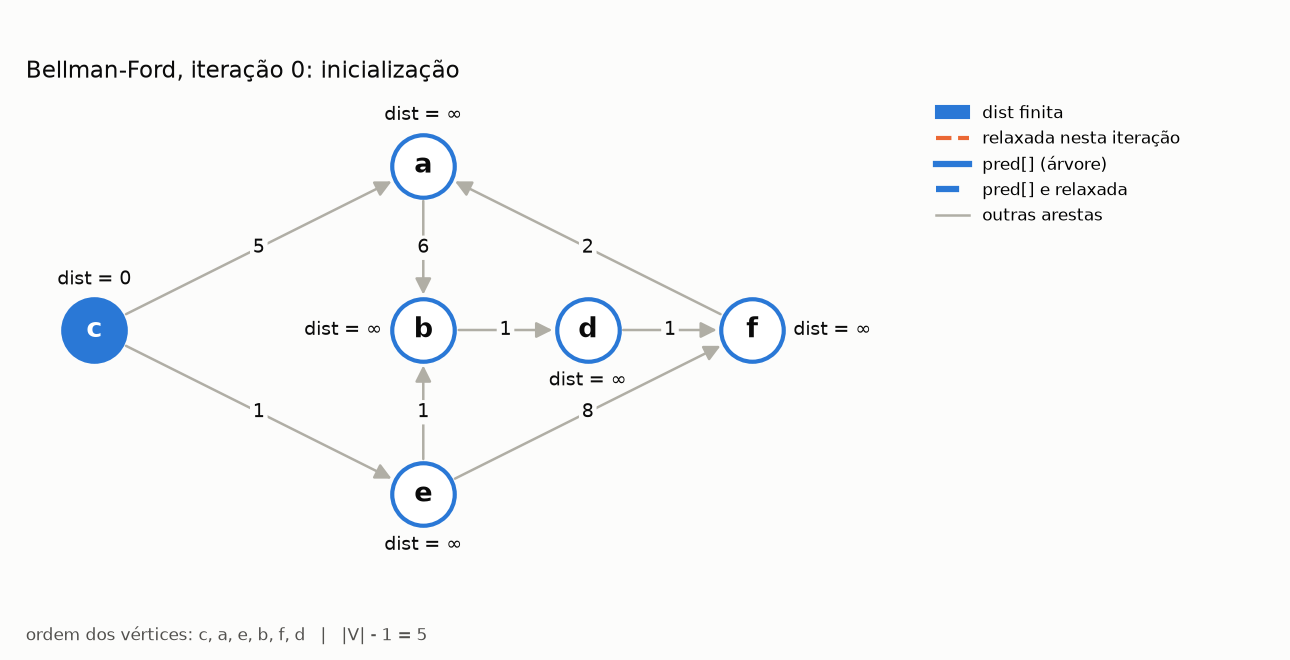 Bellman-Ford, iteração 0: inicialização
dist = ∞
dist finita
relaxada nesta iteração
a
pred[] (árvore)
pred[] e relaxada
outras arestas
5
6
2
dist = 0
c
dist = ∞
b
1
d
1
f
dist = ∞
dist = ∞
1
1
8
e
dist = ∞
ordem dos vértices: c, a, e, b, f, d | |V| - 1 = 5